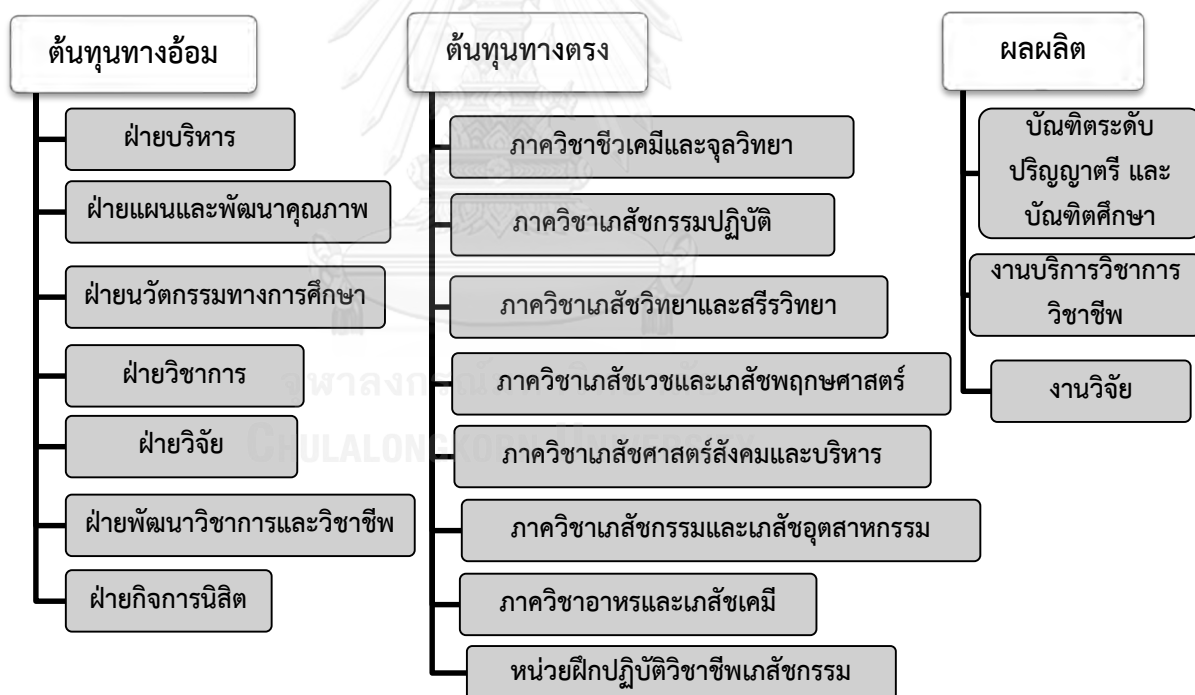 ต้นทุนทางอ้อม
ฝ่ายบริหาร
ฝ่ายแผนและพัฒนาคุณภาพ
ฝ่ายนวัตกรรมทางการศึกษา
ฝ่ายวิชาการ
ฝ่ายวิจัย
ฝ่ายพัฒนาวิชาการและวิชาชีพ
ฝ่ายกิจการนิสิต
ต้นทุนทางตรง
ภาควิชาชีวเคมีและจุลวิทยา
ภาควิชาเภสัชกรรมปฏิบัติ
ภาควิชาเภสัชวิทยาและสรีรวิทยา
ภาควิชาเภสัชเวชและเภสัชพฤกษศาสตร์
ภาควิชาเภสัชศาสตร์สังคมและบริหาร
ภาควิชาเภสัชกรรมและเภสัชอุตสาหกรรม
ภาควิชาอาหารและเภสัชเคมี
หน่วยฝึกปฏิบัติวิชาชีพเภสัชกรรม
ผลผลิต
บัณฑิตระดับ
ปริญญาตรี และ
บัณฑิตศึกษา
งานบริการวิชาการ
วิชาชีพ
งานวิจัย
จุฬาลงกรณ์มหาวิทยาลัย
CHULALONGKORN UNIVERSITY